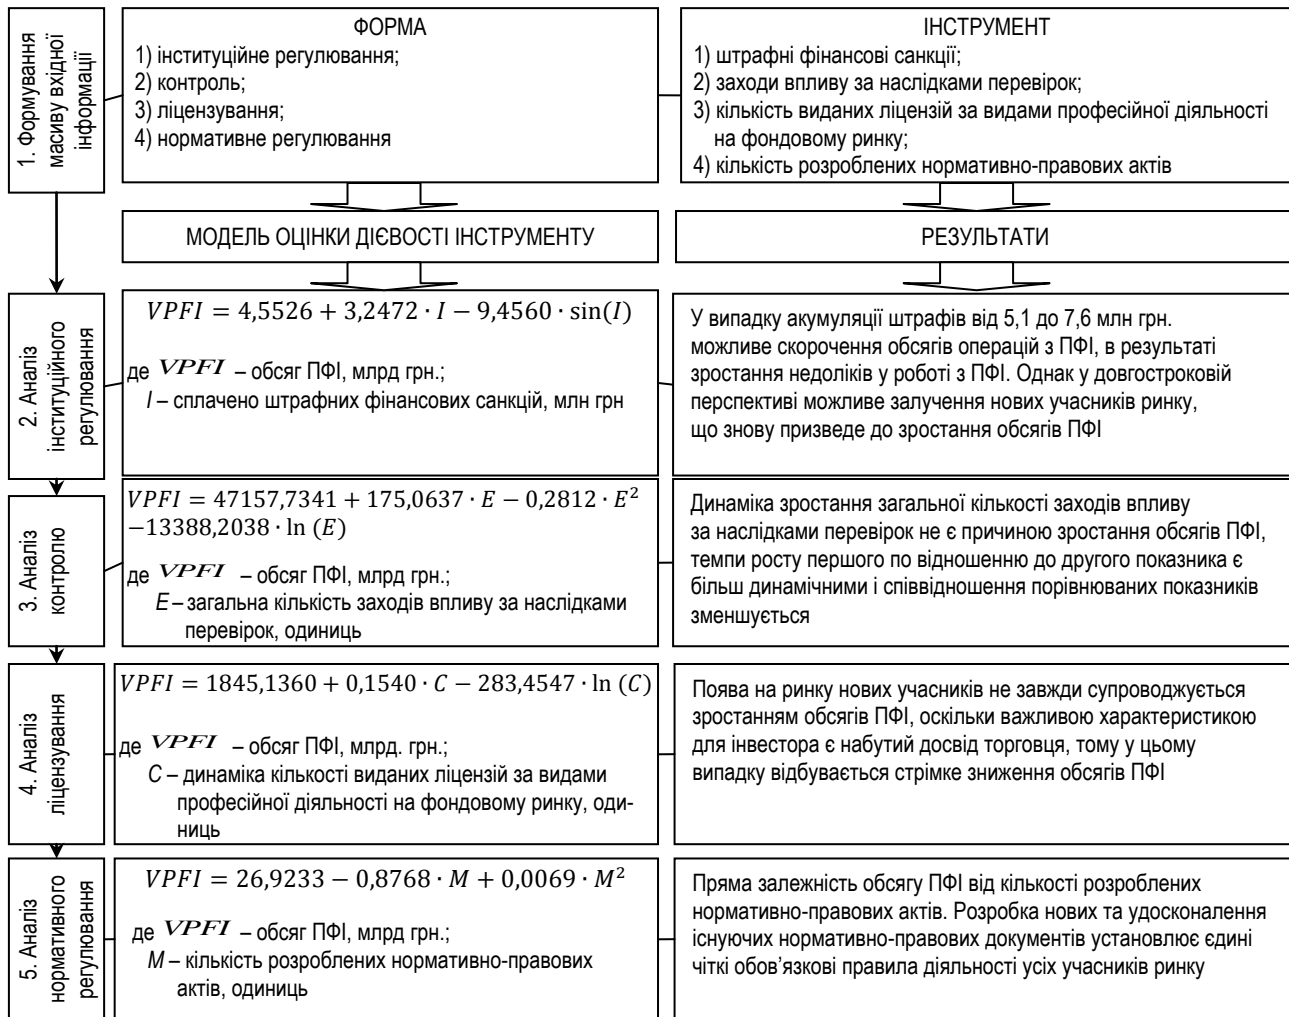 1. Формування
масиву вхідної
інформації
ФОРМА
1) інституційне регулювання;
2) контроль;
3) ліцензування;
4) нормативне регулювання
ІНСТРУМЕНТ
1) штрафні фінансові санкції;
2) заходи впливу за наслідками перевірок;
3) кількість виданих ліцензій за видами професійної діяльності
на фондовому ринку;
4) кількість розроблених нормативно-правових актів
МОДЕЛЬ ОЦІНКИ ДІЄВОСТІ ІНСТРУМЕНТУ
РЕЗУЛЬТАТИ
2. Аналіз
інституційного
регулювання
VPFI = 4,5526 + 3,2472 · I − 9,4560 · sin(I)
де VPFI – обсяг ПФІ, млрд грн.;
I – сплачено штрафних фінансових санкцій, млн грн
У випадку акумуляції штрафів від 5,1 до 7,6 млн грн.
можливе скорочення обсягів операцій з ПФІ, в результаті
зростання недоліків у роботі з ПФІ. Однак у довгостроковій
перспективі можливе залучення нових учасників ринку,
що знову призведе до зростання обсягів ПФІ
3. Аналіз
контролю
VPFI = 47157,7341 + 175,0637 · E − 0,2812 · E²
−13388,2038 · ln (E)
де VPFI – обсяг ПФІ, млрд грн.;
E – загальна кількість заходів впливу за наслідками
перевірок, одиниць
Динаміка зростання загальної кількості заходів впливу
за наслідками перевірок не є причиною зростання обсягів ПФІ,
темпи росту першого по відношенню до другого показника є
більш динамічними і співвідношення порівнюваних показників
зменшується
4. Аналіз
ліцензування
VPFI = 1845,1360 + 0,1540 · C − 283,4547 · ln (C)
де VPFI – обсяг ПФІ, млрд. грн.;
C – динаміка кількості виданих ліцензій за видами
професійної діяльності на фондовому ринку, оди-
ниць
Поява на ринку нових учасників не завжди супроводжується
зростанням обсягів ПФІ, оскільки важливою характеристикою
для інвестора є набутий досвід торговця, тому у цьому
випадку відбувається стрімке зниження обсягів ПФІ
5. Аналіз
нормативного
регулювання
VPFI = 26,9233 − 0,8768 · M + 0,0069 · M²
де VPFI – обсяг ПФІ, млрд грн.;
M – кількість розроблених нормативно-правових
актів, одиниць
Пряма залежність обсягу ПФІ від кількості розроблених
нормативно-правових актів. Розробка нових та удосконалення
існуючих нормативно-правових документів установлює єдині
чіткі обов’язкові правила діяльності усіх учасників ринку